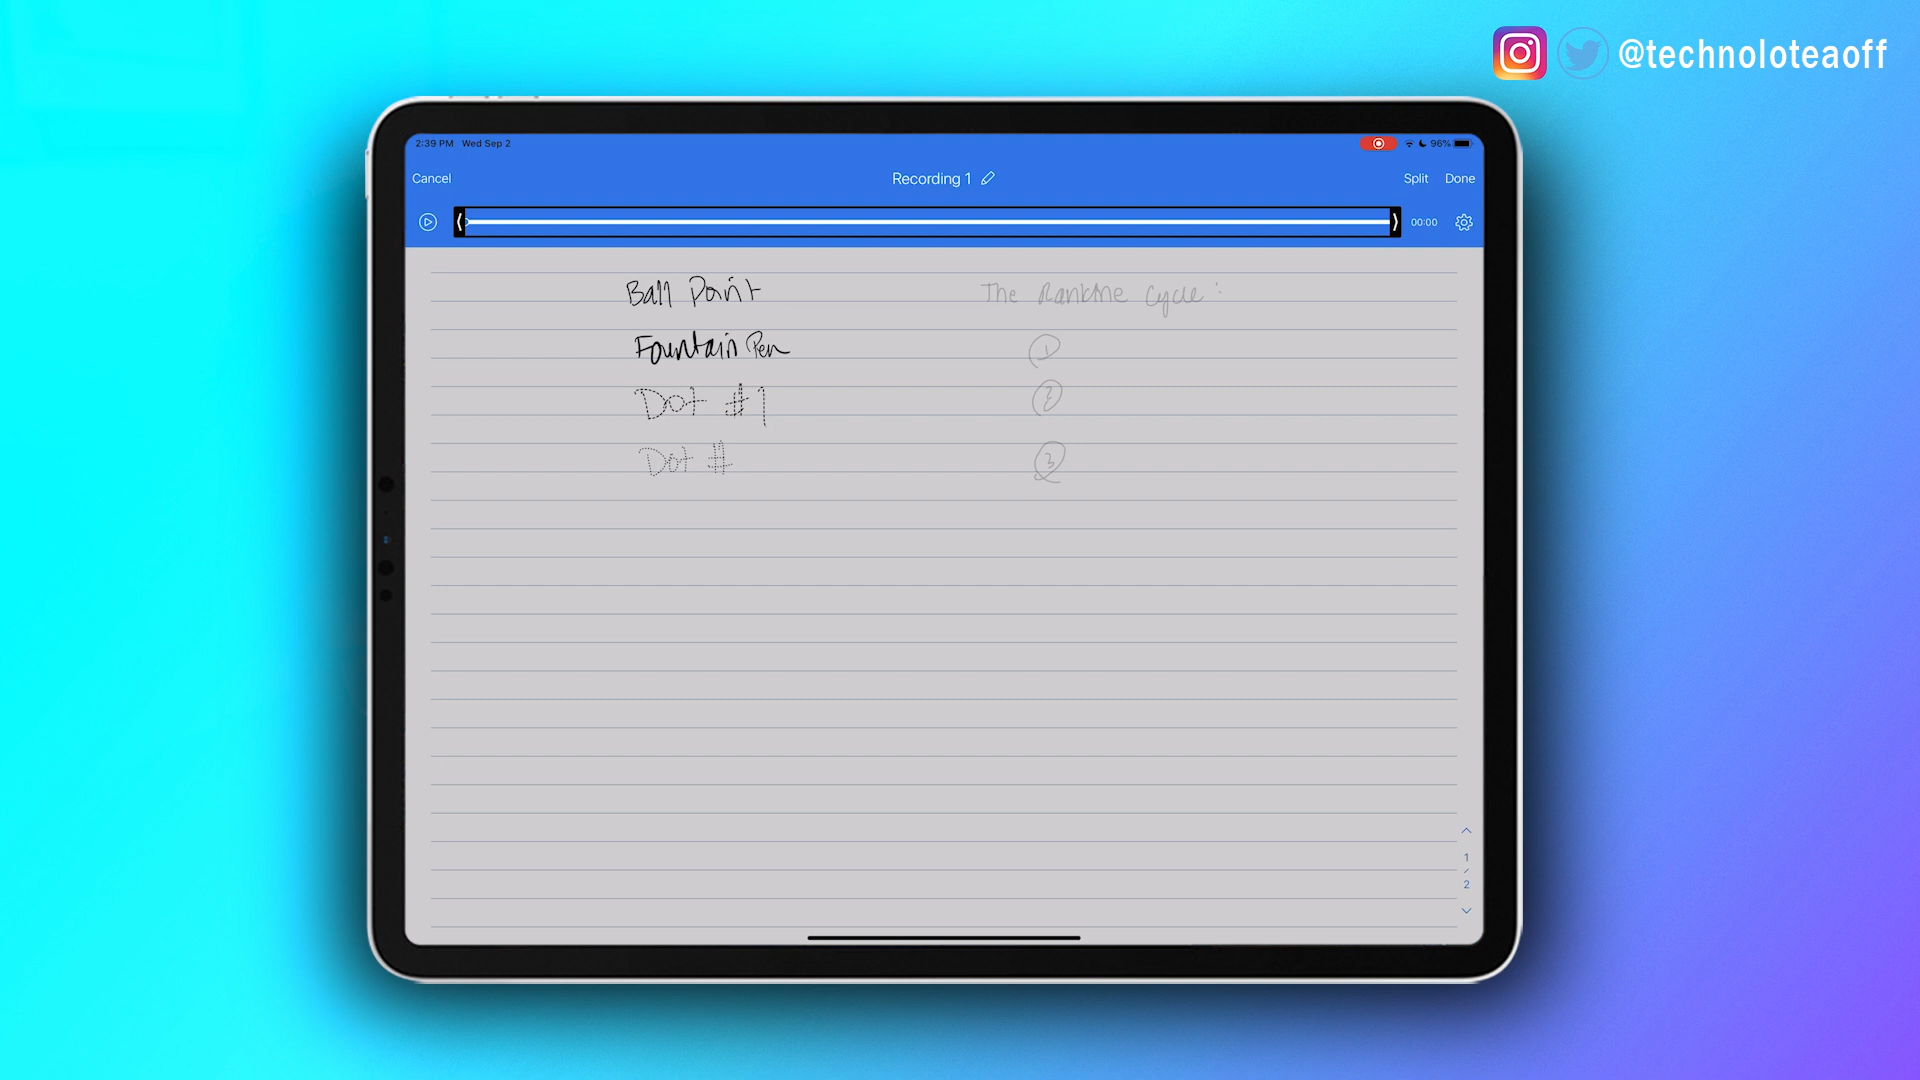 @technoloteaoff
2:39 PM Wed Sep 2
96%
Cancel
Recording 1
Split Done
00:00
Ball Point
The Rankine Cycle:
Fountain Pen
1
Dot #1
2
Dot #
3
1
/
2